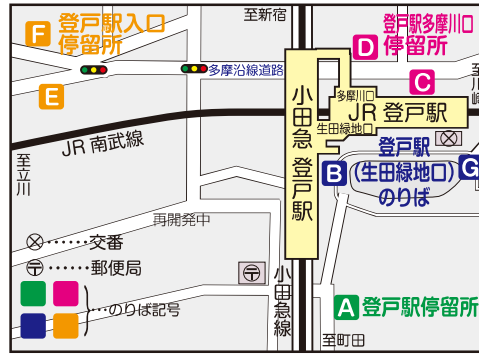 至新宿
F 登戸駅入口
停留所
登戸駅多摩川口
D 停留所
E
多摩沿線道路
C
至川崎
多摩川口
JR 登戸駅
生田緑地口
小田急 登戸駅
JR 南武線
至立川
登戸駅
B (生田緑地口) G
のりば
再開発中
⊗……交番
〒……郵便局
…のりば記号
〒
小田急線
A 登戸駅停留所
至町田